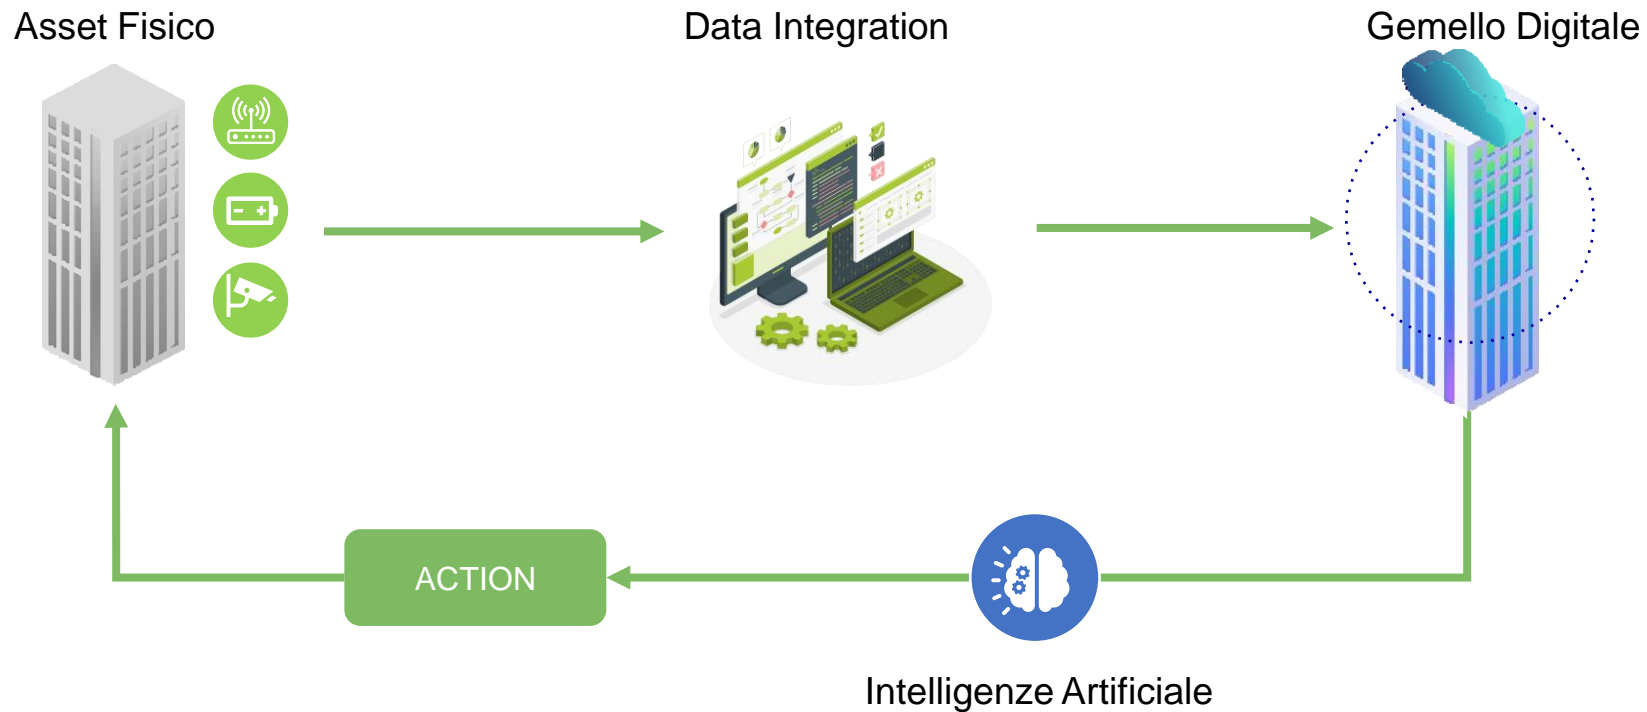 Asset Fisico
Data Integration
Gemello Digitale
ACTION
Intelligenze Artificiale